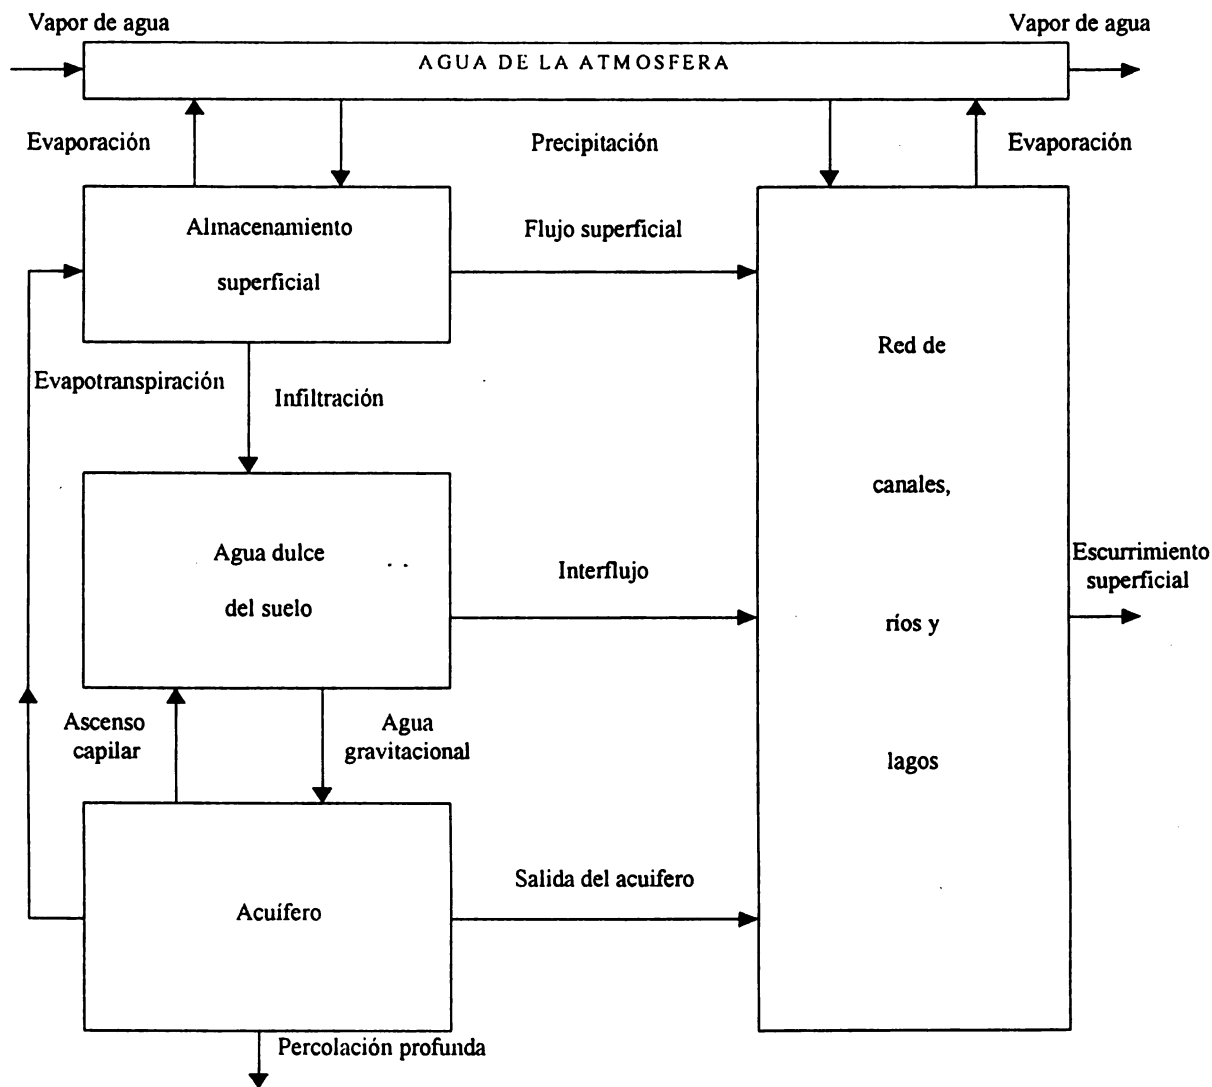 Vapor de agua
Vapor de agua
AGUA DE LA ATMOSFERA
Evaporación
Precipitación
Evaporación
Almacenamiento
superficial
Flujo superficial
Red de
canales,
ríos y
lagos
Evapotranspiración
Infiltración
Agua dulce
del suelo
Interflujo
Escurrimiento
superficial
Ascenso
capilar
Agua
gravitacional
Acuífero
Salida del acuifero
Percolación profunda